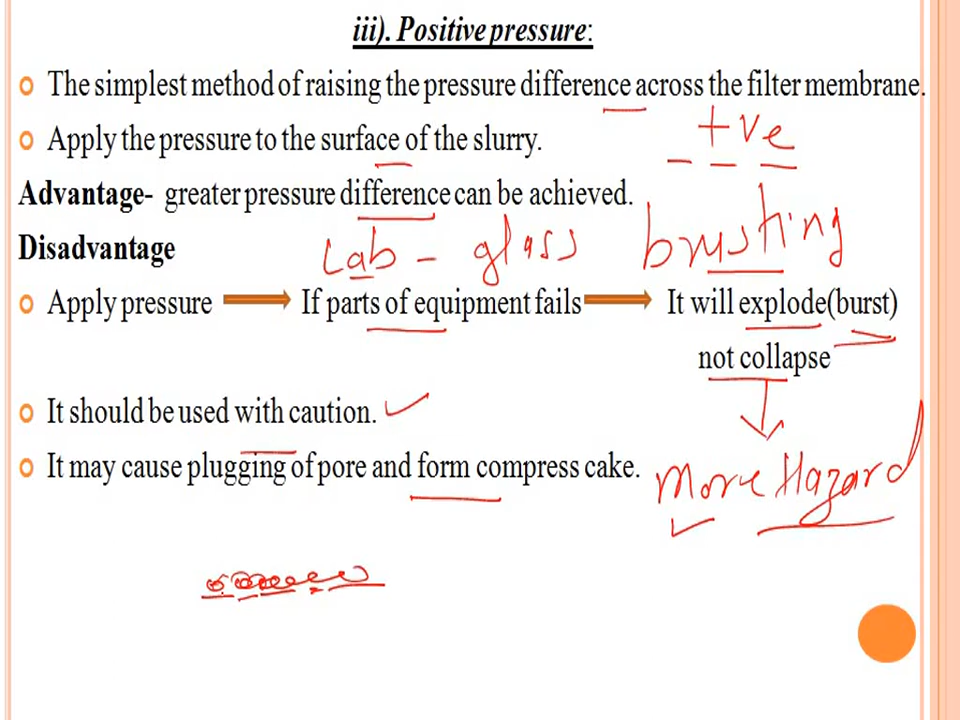 iii). Positive pressure:
The simplest method of raising the pressure difference across the filter membrane.
Apply the pressure to the surface of the slurry.
+ve
Advantage- greater pressure difference can be achieved.
Disadvantage
Lab - glass brusting
Apply pressure If parts of equipment fails It will explode(burst)
not collapse
It should be used with caution.
It may cause plugging of pore and form compress cake.
More Hazard